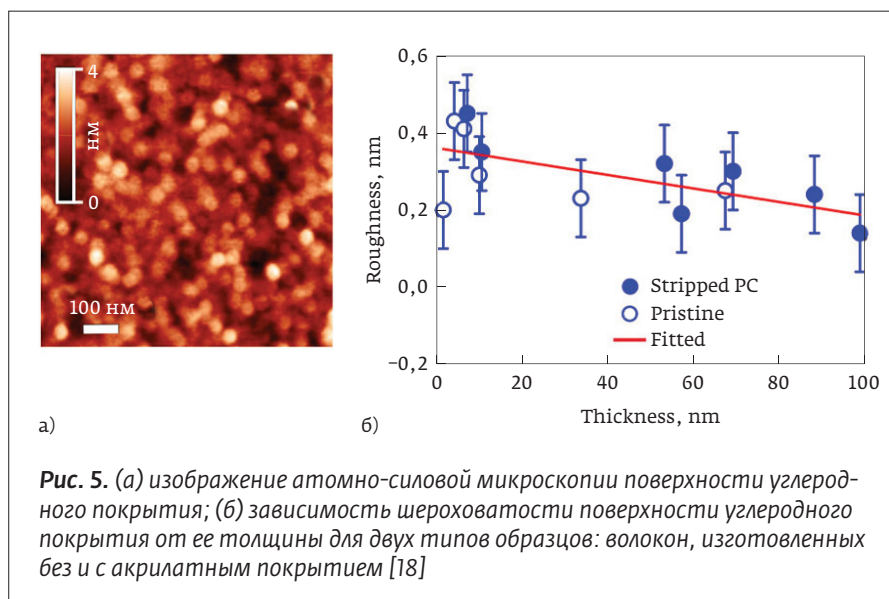 а)
4
нм
0
100 нм
б)
Roughness, nm
0,6
0,4
0,2
0,0
–0,2
0
20
40
60
80
100
Thickness, nm
Stripped PC
Pristine
Fitted
Рис. 5. (а) изображение атомно-силовой микроскопии поверхности углерод-
ного покрытия; (б) зависимость шероховатости поверхности углеродного
покрытия от ее толщины для двух типов образцов: волокон, изготовленных
без и с акрилатным покрытием [18]